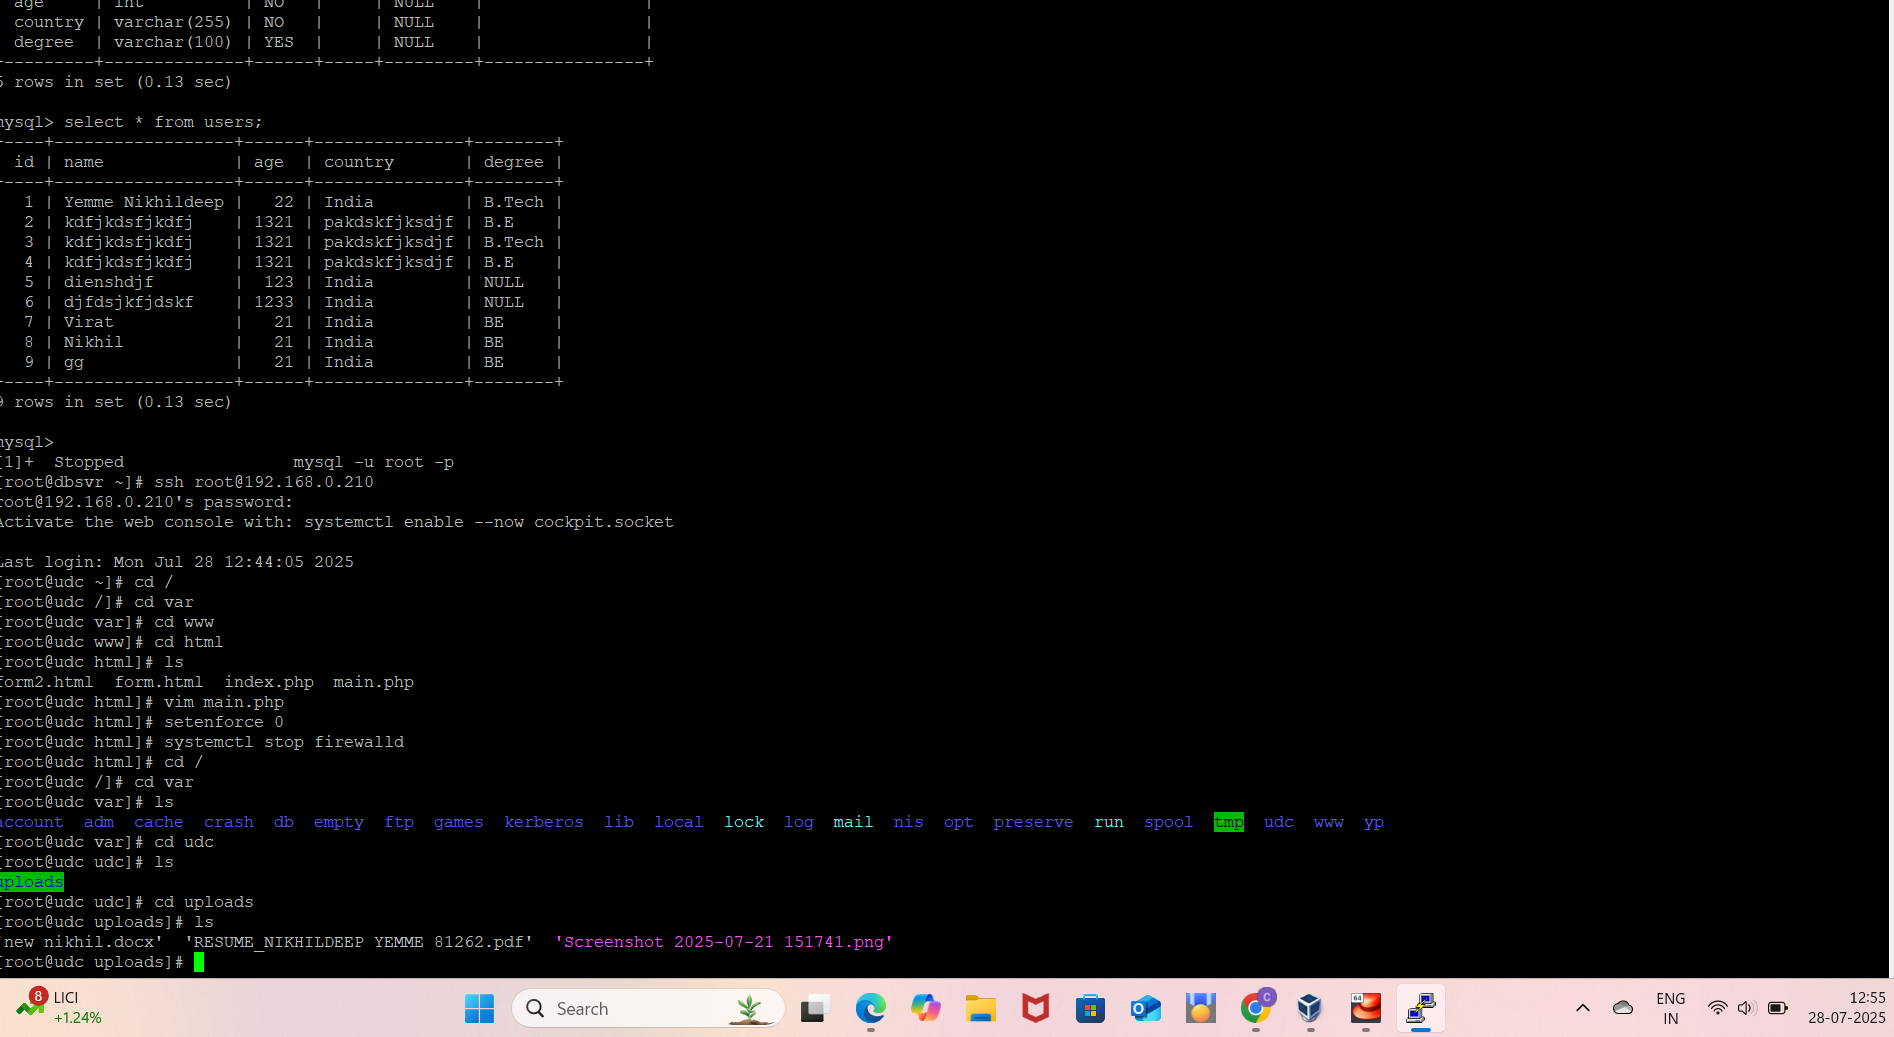 age | int | NO | | NULL | |
country | varchar(255) | NO | | NULL | |
degree | varchar(100) | YES | | NULL | |
---------+--------------+------+-----+---------+----------------+
rows in set (0.13 sec)
mysql> select * from users;
----+------------------+------+---------------+--------+
id | name | age | country | degree |
----+------------------+------+---------------+--------+
1 | Yemme Nikhildeep | 22 | India | B.Tech |
2 | kdfjkdsfjkdfj | 1321 | pakdskfjksdjf | B.E |
3 | kdfjkdsfjkdfj | 1321 | pakdskfjksdjf | B.Tech |
4 | kdfjkdsfjkdfj | 1321 | pakdskfjksdjf | B.E |
5 | dienshdjf | 123 | India | NULL |
6 | djfdsjkfjdskf | 1233 | India | NULL |
7 | Virat | 21 | India | BE |
8 | Nikhil | 21 | India | BE |
9 | gg | 21 | India | BE |
----+------------------+------+---------------+--------+
9 rows in set (0.13 sec)
mysql>
[1]+ Stopped mysql -u root -p
[root@dbsvr ~]# ssh root@192.168.0.210
root@192.168.0.210's password:
Activate the web console with: systemctl enable --now cockpit.socket
Last login: Mon Jul 28 12:44:05 2025
[root@udc ~]# cd /
[root@udc /]# cd var
[root@udc var]# cd www
[root@udc www]# cd html
[root@udc html]# ls
form2.html form.html index.php main.php
[root@udc html]# vim main.php
[root@udc html]# setenforce 0
[root@udc html]# systemctl stop firewalld
[root@udc html]# cd /
[root@udc /]# cd var
[root@udc var]# ls
account adm cache crash db empty ftp games kerberos lib local lock log mail nis opt preserve run spool tmp udc www yp
[root@udc var]# cd udc
[root@udc udc]# ls
uploads
[root@udc udc]# cd uploads
[root@udc uploads]# ls
'new nikhil.docx' 'RESUME_NIKHILDEEP YEMME 81262.pdf' 'Screenshot 2025-07-21 151741.png'
[root@udc uploads]#
8 LICI
+1.24%
Search
C
64
ENG
IN
12:55
28-07-2025